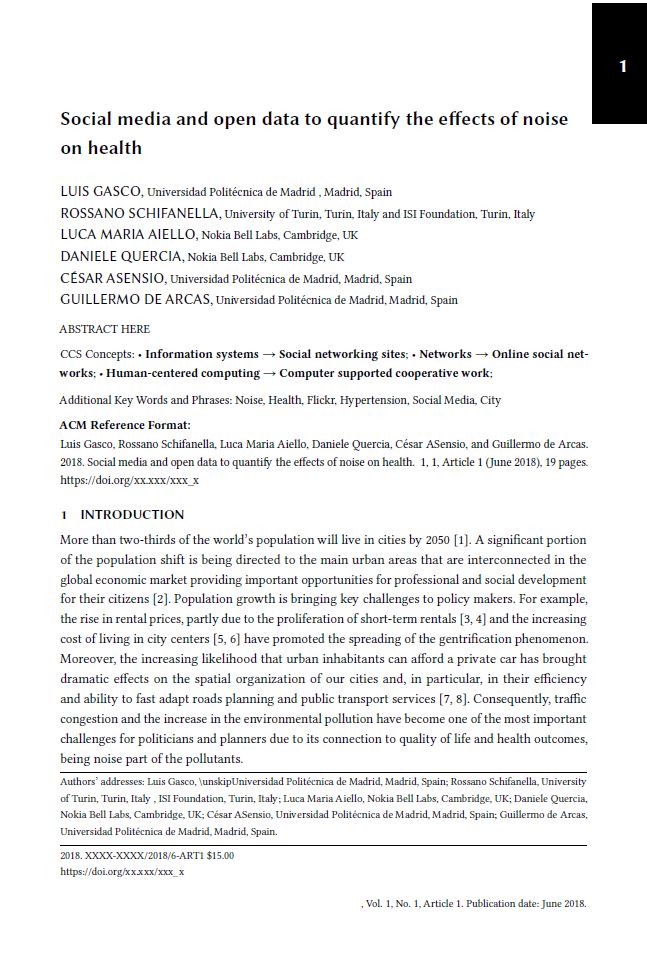 1
Social media and open data to quantify the effects of noise
on health
LUIS GASCO, Universidad Politécnica de Madrid , Madrid, Spain
ROSSANO SCHIFANELLA, University of Turin, Turin, Italy and ISI Foundation, Turin, Italy
LUCA MARIA AIELLO, Nokia Bell Labs, Cambridge, UK
DANIELE QUERCIA, Nokia Bell Labs, Cambridge, UK
CÉSAR ASENSIO, Universidad Politécnica de Madrid, Madrid, Spain
GUILLERMO DE ARCAS, Universidad Politécnica de Madrid, Madrid, Spain
ABSTRACT HERE
CCS Concepts: • Information systems → Social networking sites; • Networks → Online social net-
works; • Human-centered computing → Computer supported cooperative work;
Additional Key Words and Phrases: Noise, Health, Flickr, Hypertension, Social Media, City
ACM Reference Format:
Luis Gasco, Rossano Schifanella, Luca Maria Aiello, Daniele Quercia, César ASensio, and Guillermo de Arcas.
2018. Social media and open data to quantify the effects of noise on health. 1, 1, Article 1 (June 2018), 19 pages.
https://doi.org/xx.xxx/xxx_x
1 INTRODUCTION
More than two-thirds of the world's population will live in cities by 2050 [1]. A significant portion
of the population shift is being directed to the main urban areas that are interconnected in the
global economic market providing important opportunities for professional and social development
for their citizens [2]. Population growth is bringing key challenges to policy makers. For example,
the rise in rental prices, partly due to the proliferation of short-term rentals [3, 4] and the increasing
cost of living in city centers [5, 6] have promoted the spreading of the gentrification phenomenon.
Moreover, the increasing likelihood that urban inhabitants can afford a private car has brought
dramatic effects on the spatial organization of our cities and, in particular, in their efficiency
and ability to fast adapt roads planning and public transport services [7, 8]. Consequently, traffic
congestion and the increase in the environmental pollution have become one of the most important
challenges for politicians and planners due to its connection to quality of life and health outcomes,
being noise part of the pollutants.
Authors' addresses: Luis Gasco, \unskipUniversidad Politécnica de Madrid, Madrid, Spain; Rossano Schifanella, University
of Turin, Turin, Italy , ISI Foundation, Turin, Italy; Luca Maria Aiello, Nokia Bell Labs, Cambridge, UK; Daniele Quercia,
Nokia Bell Labs, Cambridge, UK; César ASensio, Universidad Politécnica de Madrid, Madrid, Spain; Guillermo de Arcas,
Universidad Politécnica de Madrid, Madrid, Spain.
2018. XXXX-XXXX/2018/6-ART1 $15.00
https://doi.org/xx.xxx/xxx_x
, Vol. 1, No. 1, Article 1. Publication date: June 2018.